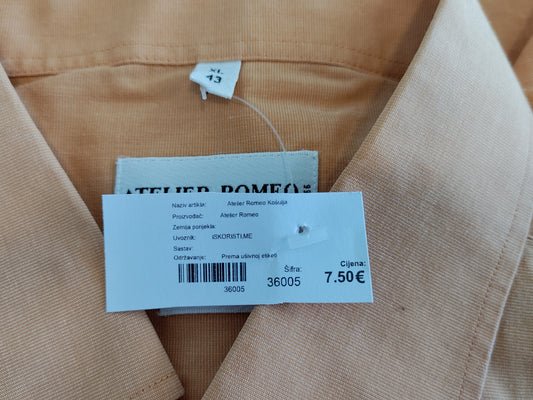 XL
43
ATELIER ROMEO
Naziv artikla: Atelier Romeo Košulja
Proizvođač: Atelier Romeo
Zemlja porijekla:
Uvoznik: ISKORISTI.ME
Sastav:
Održavanje: Prema ušivnoj etiketi
Šifra: Cijena:
36005 36005 7.50€